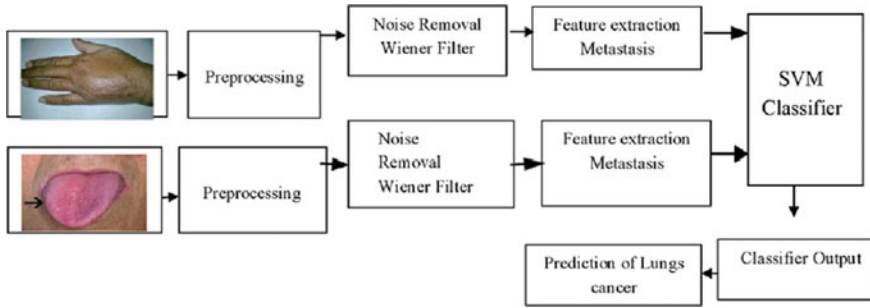 Preprocessing
Noise Removal
Wiener Filter
Feature extraction
Metastasis
SVM
Classifier
Preprocessing
Noise
Removal
Wiener Filter
Feature extraction
Metastasis
Classifier Output
Prediction of Lungs
cancer